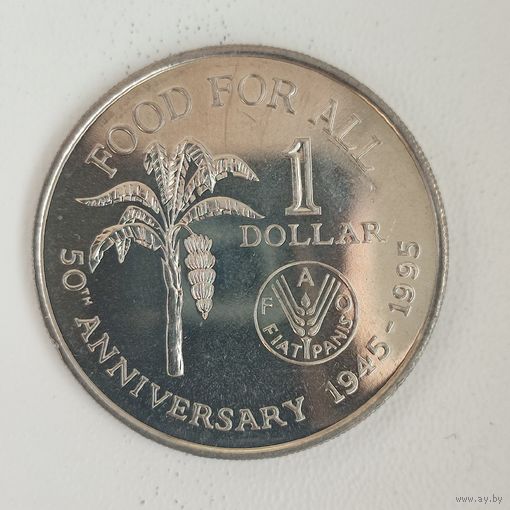 FOOD FOR ALL
1
DOLLAR
F A O
FIAT PANIS
50TH ANNIVERSARY 1945-1995
www.ay.by